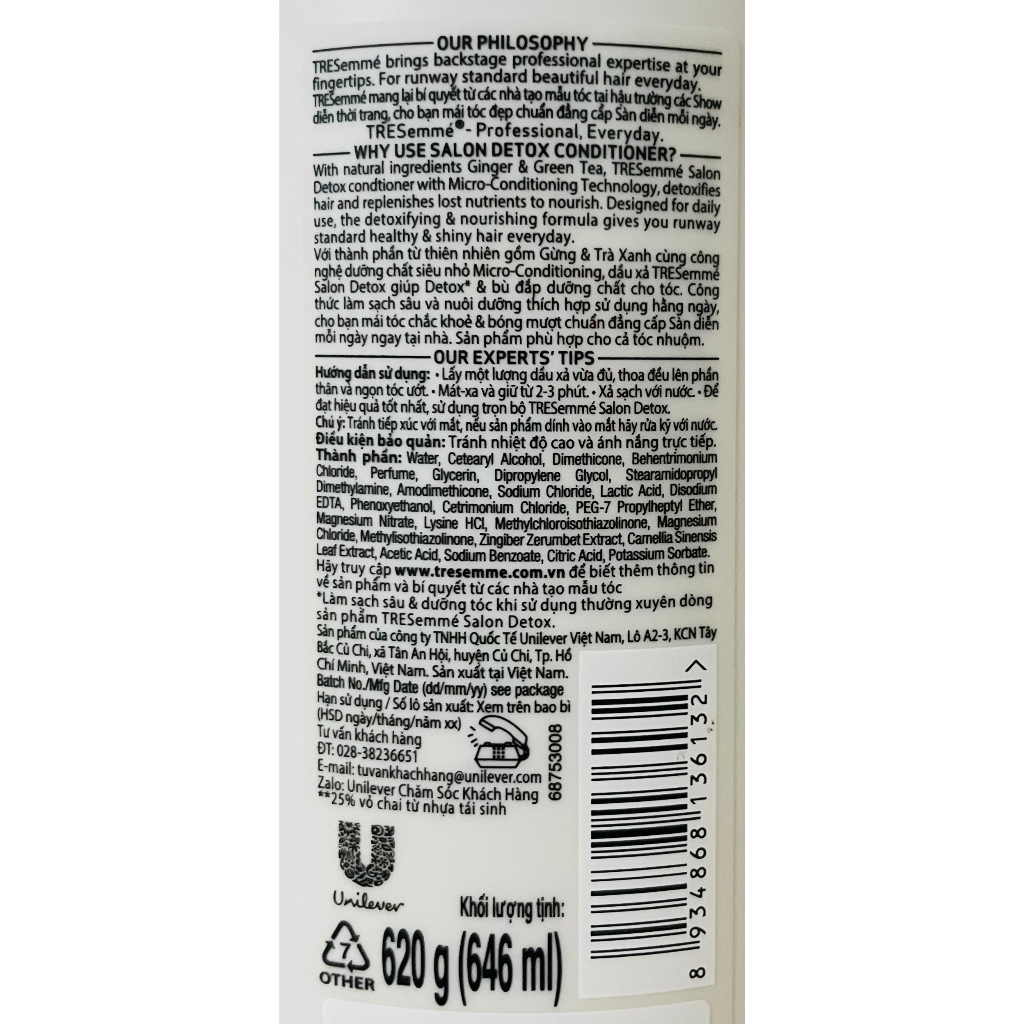 OUR PHILOSOPHY
TRESemmé brings backstage professional expertise at your
fingertips. For runway standard beautiful hair everyday.
TRESemmé mang lại bí quyết từ các nhà tạo mẫu tóc tại hậu trường các Show
diễn thời trang, cho bạn mái tóc đẹp chuẩn đẳng cấp Sàn diễn mỗi ngày.
TRESemmé®- Professional, Everyday.
WHY USE SALON DETOX CONDITIONER?
With natural ingredients Ginger & Green Tea, TRESemmé Salon
Detox condtioner with Micro-Conditioning Technology, detoxifies
hair and replenishes lost nutrients to nourish. Designed for daily
use, the detoxifying & nourishing formula gives you runway
standard healthy & shiny hair everyday.
Với thành phần từ thiên nhiên gồm Gừng & Trà Xanh cùng công
nghệ dưỡng chất siêu nhỏ Micro-Conditioning, dầu xả TRESemmé
Salon Detox giúp Detox* & bù đắp dưỡng chất cho tóc. Công
thức làm sạch sâu và nuôi dưỡng thích hợp sử dụng hằng ngày,
cho bạn mái tóc chắc khoẻ & bóng mượt chuẩn đẳng cấp Sàn diễn
mỗi ngày ngay tại nhà. Sản phẩm phù hợp cho cả tóc nhuộm.
OUR EXPERTS' TIPS
Hướng dẫn sử dụng: • Lấy một lượng dầu xả vừa đủ, thoa đều lên phần
thân và ngọn tóc ướt. • Mát-xa và giữ từ 2-3 phút. • Xả sạch với nước. • Để
đạt hiệu quả tốt nhất, sử dụng trọn bộ TRESemmé Salon Detox.
Chú ý: Tránh tiếp xúc với mắt, nếu sản phẩm dính vào mắt hãy rửa kỹ với nước.
Điều kiện bảo quản: Tránh nhiệt độ cao và ánh nắng trực tiếp.
Thành phần: Water, Cetearyl Alcohol, Dimethicone, Behentrimonium
Chloride, Perfume, Glycerin, Dipropylene Glycol, Stearamidopropyl
Dimethylamine, Amodimethicone, Sodium Chloride, Lactic Acid, Disodium
EDTA, Phenoxyethanol, Cetrimonium Chloride, PEG-7 Propylheptyl Ether,
Magnesium Nitrate, Lysine HCl, Methylchloroisothiazolinone, Magnesium
Chloride, Methylisothiazolinone, Zingiber Zerumbet Extract, Camellia Sinensis
Leaf Extract, Acetic Acid, Sodium Benzoate, Citric Acid, Potassium Sorbate.
Hãy truy cập www.tresemme.com.vn để biết thêm thông tin
về sản phẩm và bí quyết từ các nhà tạo mẫu tóc
*Làm sạch sâu & dưỡng tóc khi sử dụng thường xuyên dòng
sản phẩm TRESemmé Salon Detox.
Sản phẩm của công ty TNHH Quốc Tế Unilever Việt Nam, Lô A2-3, KCN Tây
Bắc Củ Chi, xã Tân An Hội, huyện Củ Chi, Tp. Hồ
Chí Minh, Việt Nam. Sản xuất tại Việt Nam.
Batch No./Mfg Date (dd/mm/yy) see package
Hạn sử dụng / Số lô sản xuất: Xem trên bao bì
(HSD ngày/tháng/năm xx)
Tư vấn khách hàng
ĐT: 028-38236651
E-mail: tuvankhachhang@unilever.com
Zalo: Unilever Chăm Sóc Khách Hàng
**25% vỏ chai từ nhựa tái sinh
68753008
8 934868 136132 >
Unilever
Khối lượng tịnh:
620 g (646 ml)
7
OTHER